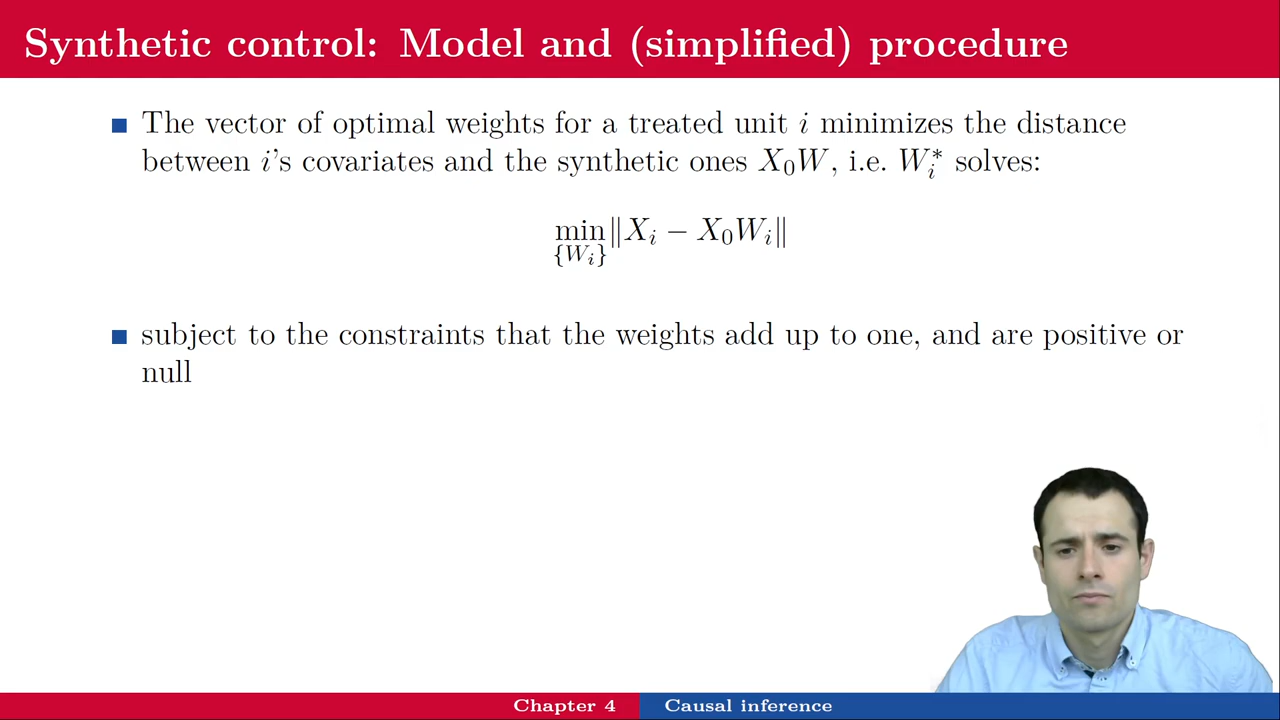 Synthetic control: Model and (simplified) procedure
The vector of optimal weights for a treated unit i minimizes the distance
between i's covariates and the synthetic ones X₀W, i.e. Wᵢ* solves:
min ‖Xᵢ − X₀Wᵢ‖
{Wᵢ}
subject to the constraints that the weights add up to one, and are positive or
null
Chapter 4
Causal inference